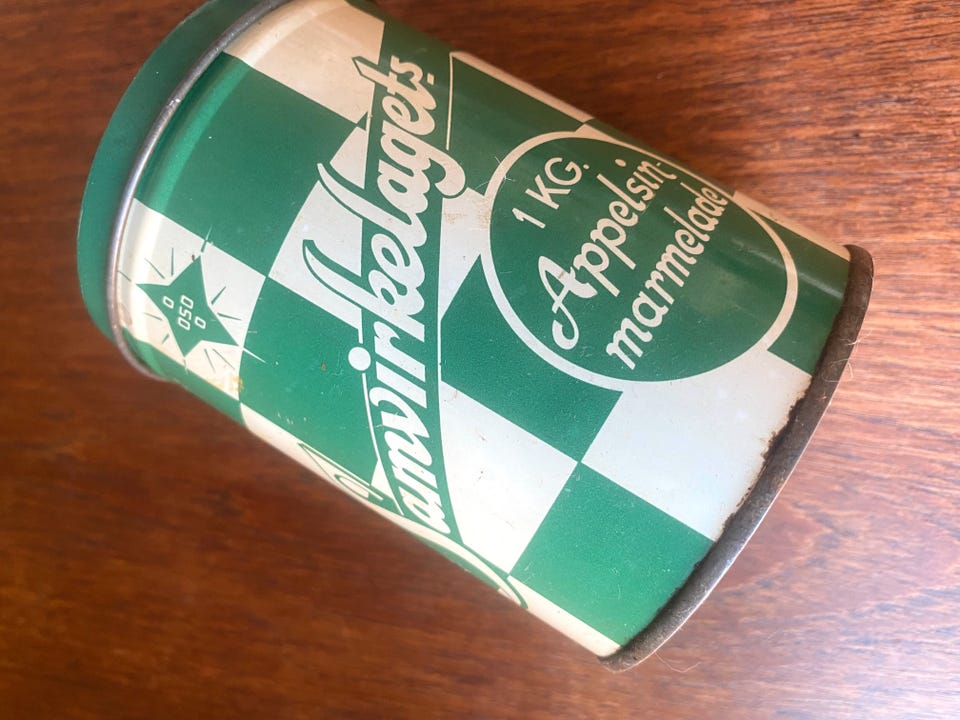 Samvirkelagets
1 KG.
Appelsin-
marmelade
O
OSO
O